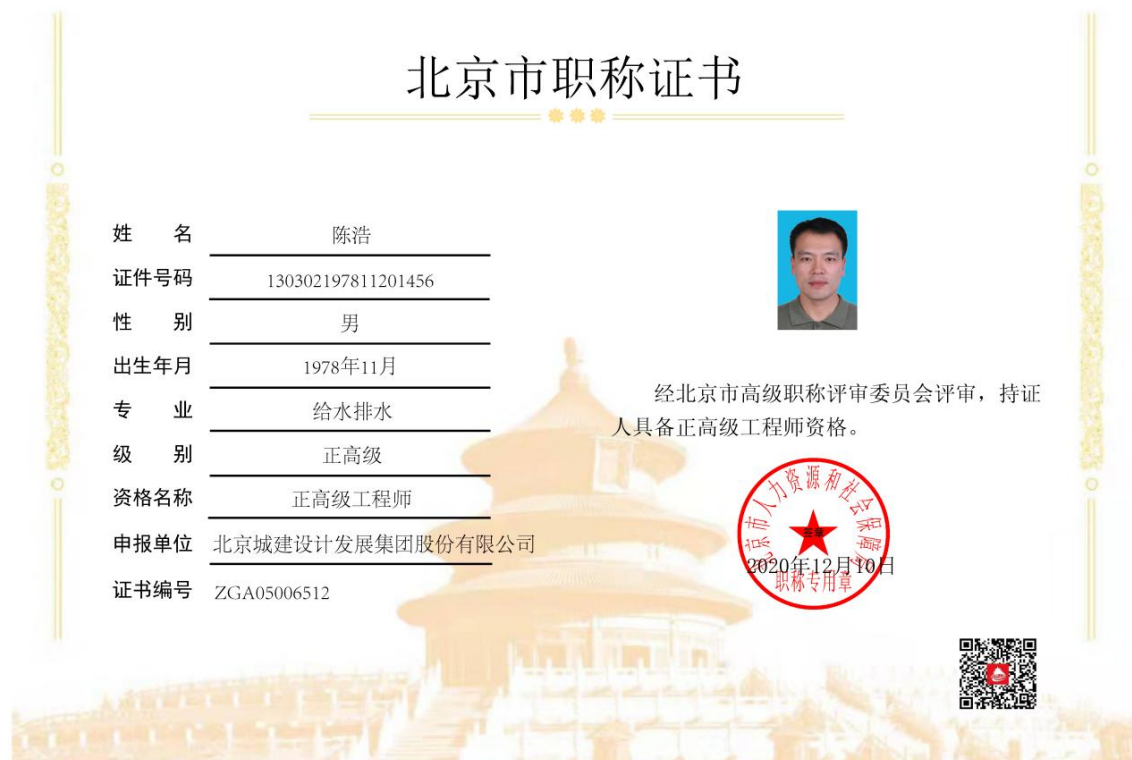 北京市职称证书
姓 名 陈浩
证件号码 130302197811201456
性 别 男
出生年月 1978年11月
专 业 给水排水
级 别 正高级
资格名称 正高级工程师
申报单位 北京城建设计发展集团股份有限公司
证书编号 ZGA05006512
经北京市高级职称评审委员会评审，持证
人具备正高级工程师资格。
北京市人力资源和社会保障局
2020年12月10日
职称专用章